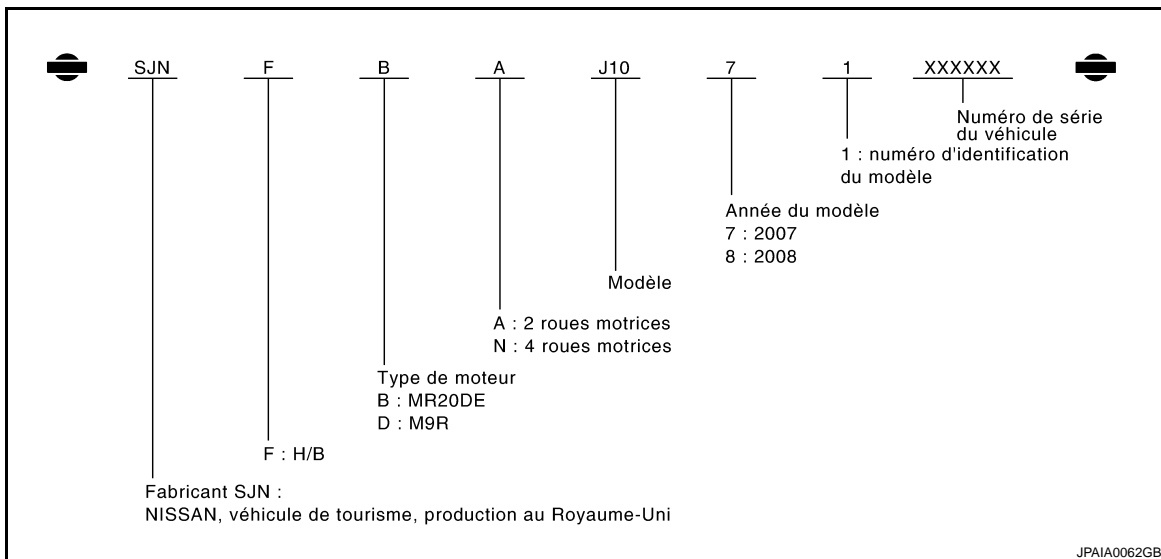 SJN F B A J10 7 1 XXXXXX
Numéro de série
du véhicule
1 : numéro d'identification
du modèle
Année du modèle
7 : 2007
8 : 2008
Modèle
A : 2 roues motrices
N : 4 roues motrices
Type de moteur
B : MR20DE
D : M9R
F : H/B
Fabricant SJN :
NISSAN, véhicule de tourisme, production au Royaume-Uni
JPAIA0062GB